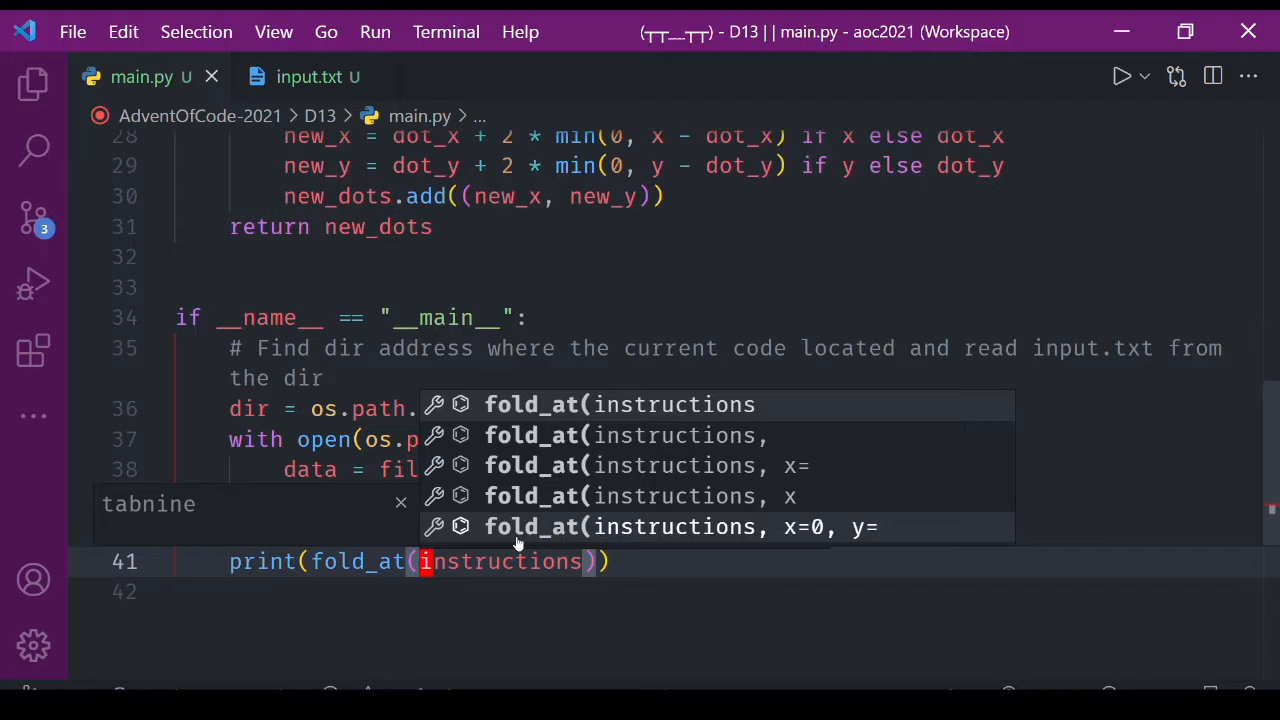 File Edit Selection View Go Run Terminal Help (┬┬﹏┬┬) - D13 | | main.py - aoc2021 (Workspace)
main.py U input.txt U
AdventOfCode-2021 > D13 > main.py > ...
28 new_x = dot_x + 2 * min(0, x - dot_x) if x else dot_x
29 new_y = dot_y + 2 * min(0, y - dot_y) if y else dot_y
30 new_dots.add((new_x, new_y))
31 return new_dots
32
33
34 if __name__ == "__main__":
35 # Find dir address where the current code located and read input.txt from
the dir
36 dir = os.path.
37 with open(os.p
38 data = fil
fold_at(instructions
fold_at(instructions,
fold_at(instructions, x=
fold_at(instructions, x
fold_at(instructions, x=0, y=
tabnine
41 print(fold_at(instructions))
42
3